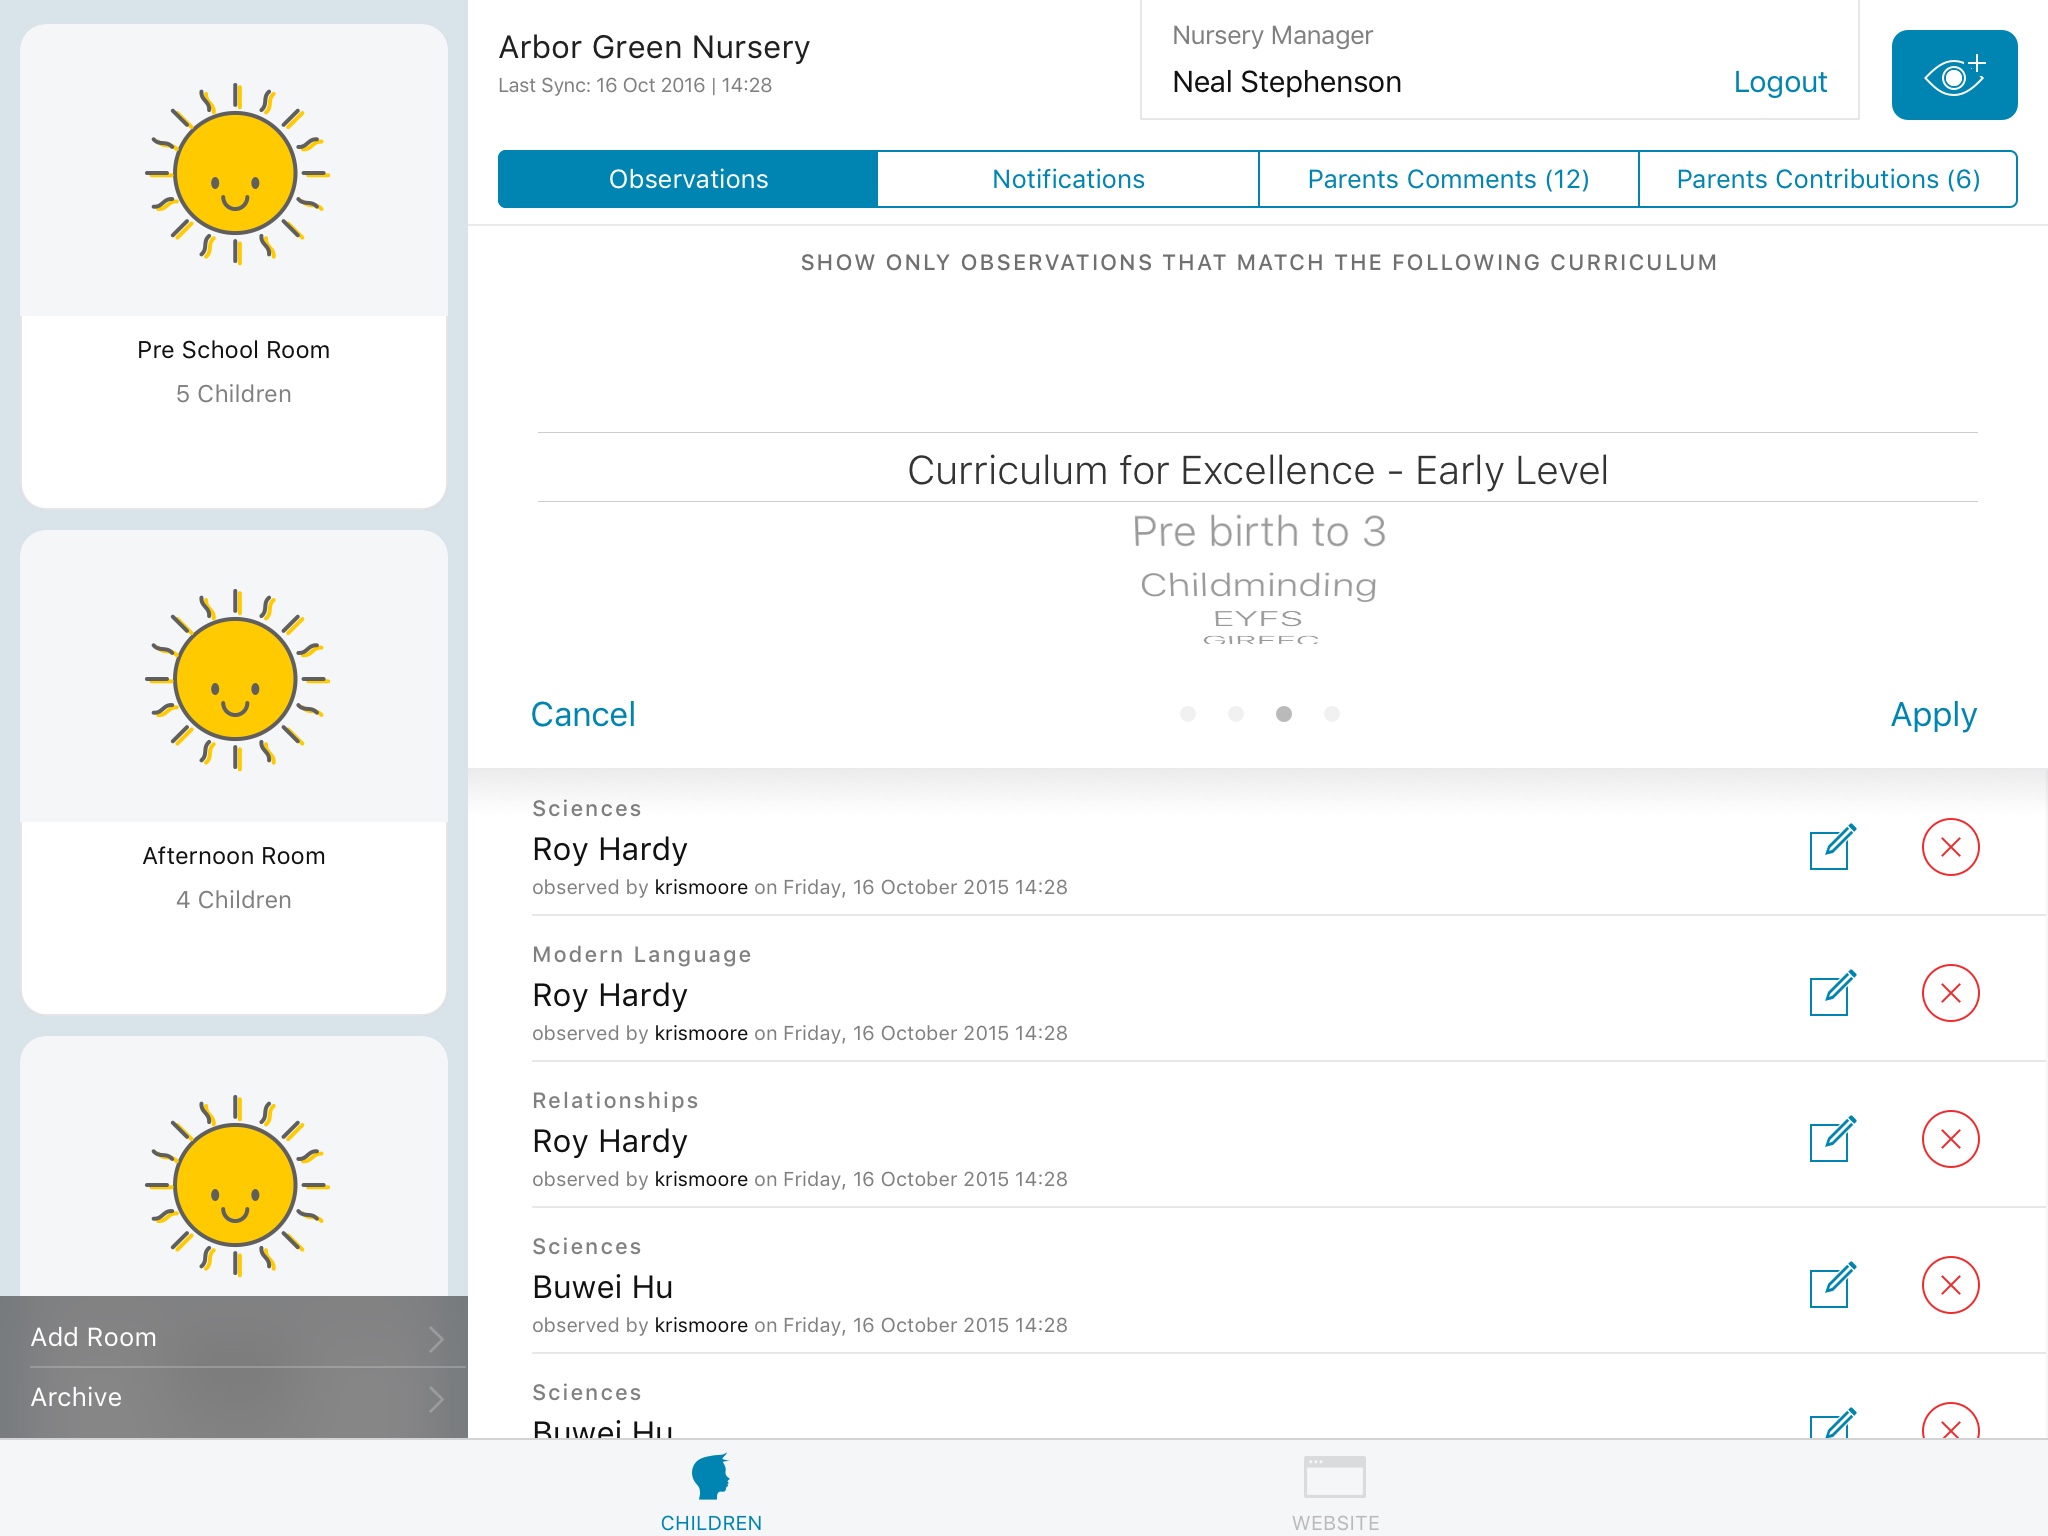 Pre School Room
5 Children
Afternoon Room
4 Children
Add Room
Archive
Arbor Green Nursery
Last Sync: 16 Oct 2016 | 14:28
Nursery Manager
Neal Stephenson
Logout
Observations
Notifications
Parents Comments (12)
Parents Contributions (6)
SHOW ONLY OBSERVATIONS THAT MATCH THE FOLLOWING CURRICULUM
Curriculum for Excellence - Early Level
Pre birth to 3
Childminding
EYFS
GIRFEC
Cancel
Apply
Sciences
Roy Hardy
observed by krismoore on Friday, 16 October 2015 14:28
Modern Language
Roy Hardy
observed by krismoore on Friday, 16 October 2015 14:28
Relationships
Roy Hardy
observed by krismoore on Friday, 16 October 2015 14:28
Sciences
Buwei Hu
observed by krismoore on Friday, 16 October 2015 14:28
Sciences
Buwei Hu
CHILDREN
WEBSITE